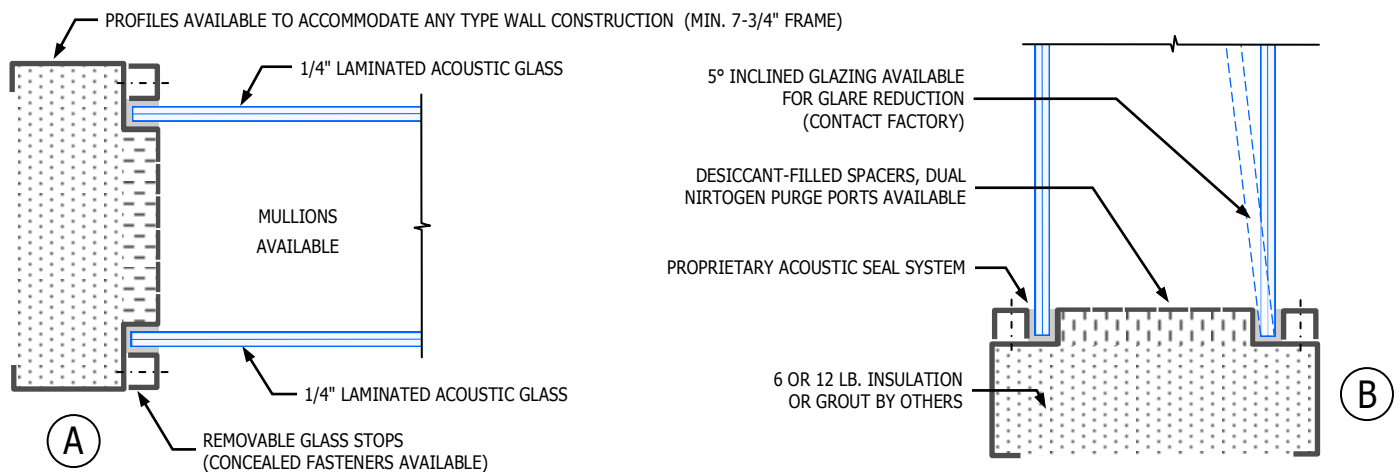 PROFILES AVAILABLE TO ACCOMMODATE ANY TYPE WALL CONSTRUCTION (MIN. 7-3/4" FRAME)
1/4" LAMINATED ACOUSTIC GLASS
MULLIONS
AVAILABLE
1/4" LAMINATED ACOUSTIC GLASS
REMOVABLE GLASS STOPS
(CONCEALED FASTENERS AVAILABLE)
A
5° INCLINED GLAZING AVAILABLE
FOR GLARE REDUCTION
(CONTACT FACTORY)
DESICCANT-FILLED SPACERS, DUAL
NIRTOGEN PURGE PORTS AVAILABLE
PROPRIETARY ACOUSTIC SEAL SYSTEM
6 OR 12 LB. INSULATION
OR GROUT BY OTHERS
B